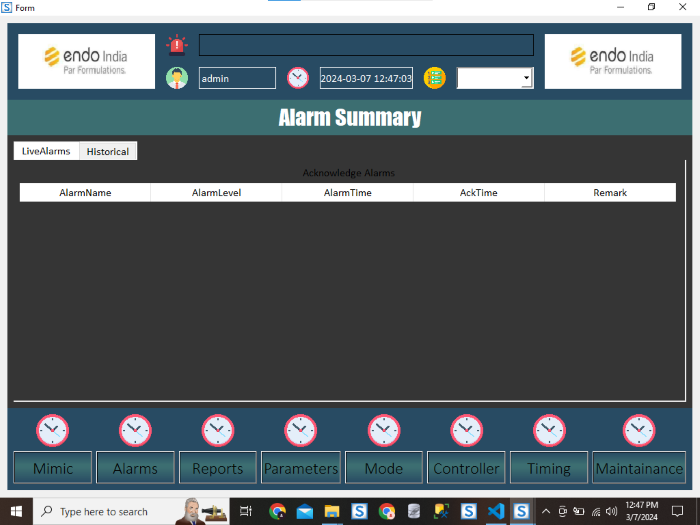 Form
endo India
Par Formulations.
admin
2024-03-07 12:47:03
endo India
Par Formulations.
Alarm Summary
LiveAlarms
Historical
Acknowledge Alarms
AlarmName
AlarmLevel
AlarmTIme
AckTime
Remark
Mimic
Alarms
Reports
Parameters
Mode
Controller
Timing
Maintainance
Type here to search
12:47 PM
3/7/2024